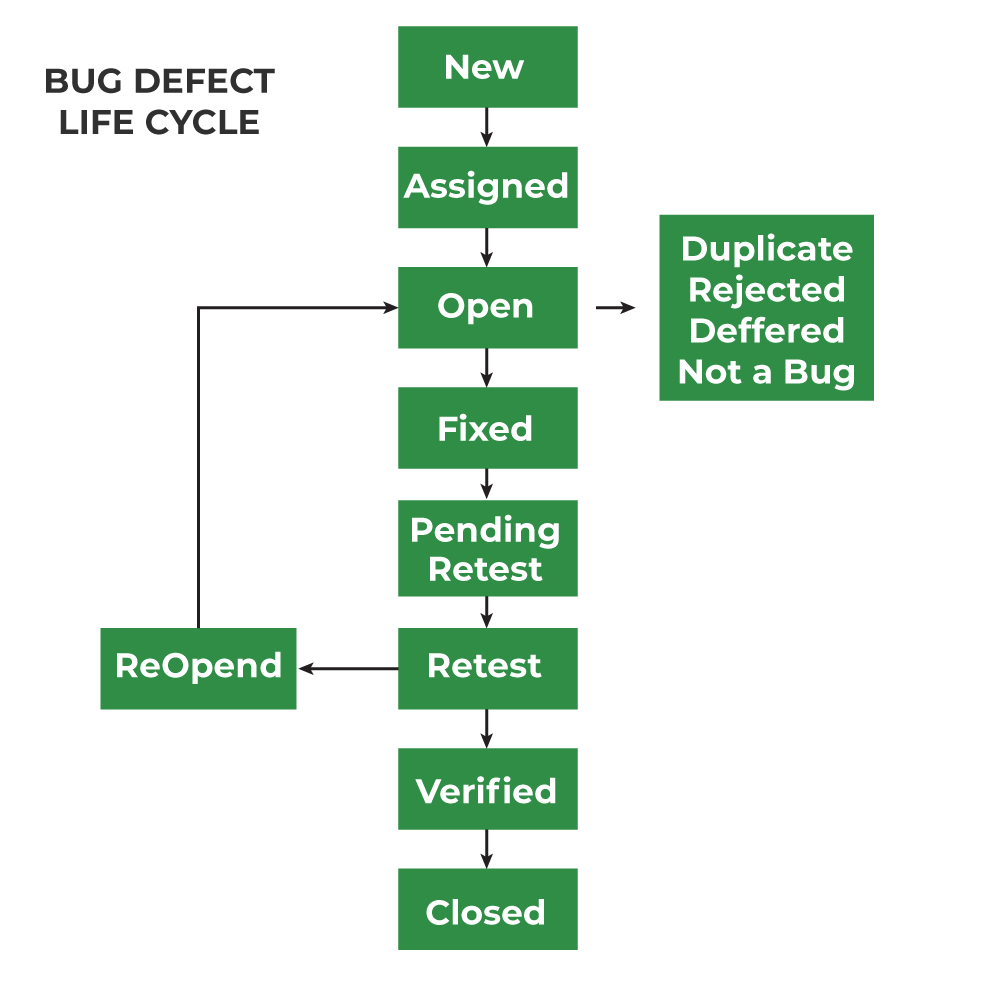 BUG DEFECT
LIFE CYCLE
New
Assigned
Open
Duplicate
Rejected
Deffered
Not a Bug
Fixed
Pending
Retest
ReOpend
Retest
Verified
Closed